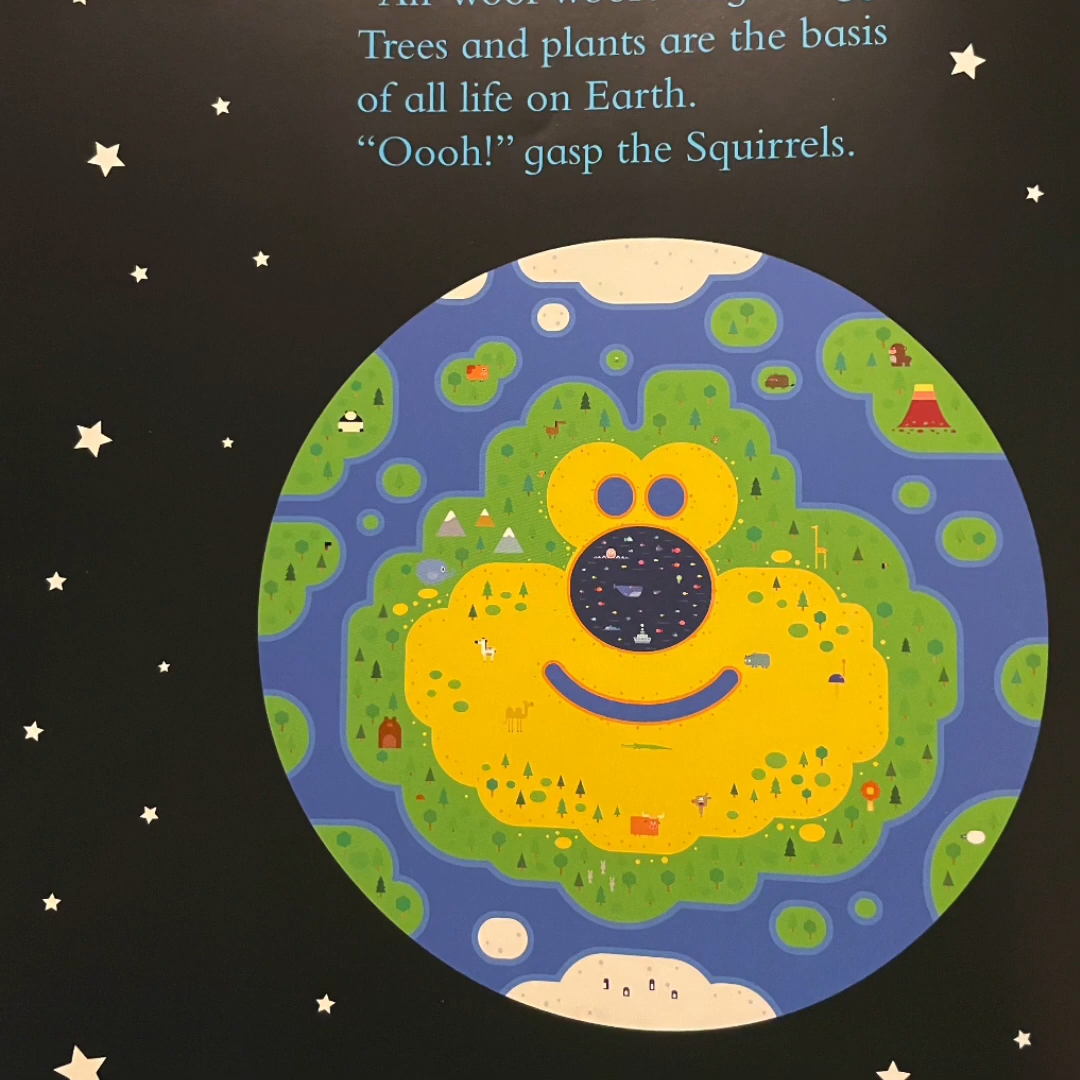 Trees and plants are the basis
of all life on Earth.
“Oooh!” gasp the Squirrels.